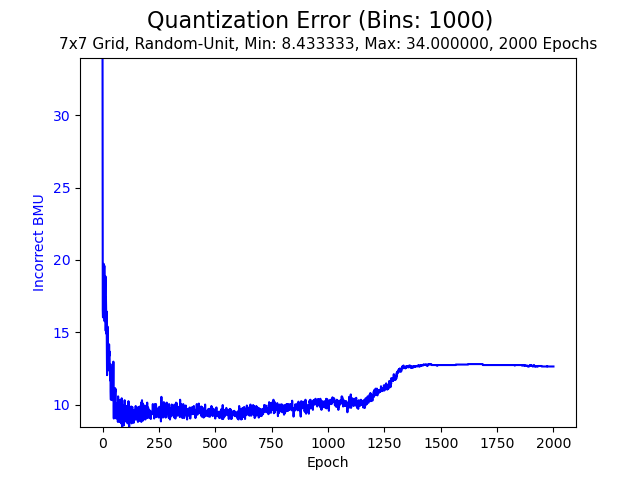 Quantization Error (Bins: 1000)
7x7 Grid, Random-Unit, Min: 8.433333, Max: 34.000000, 2000 Epochs
Incorrect BMU
30
25
20
15
10
0 250 500 750 1000 1250 1500 1750 2000
Epoch